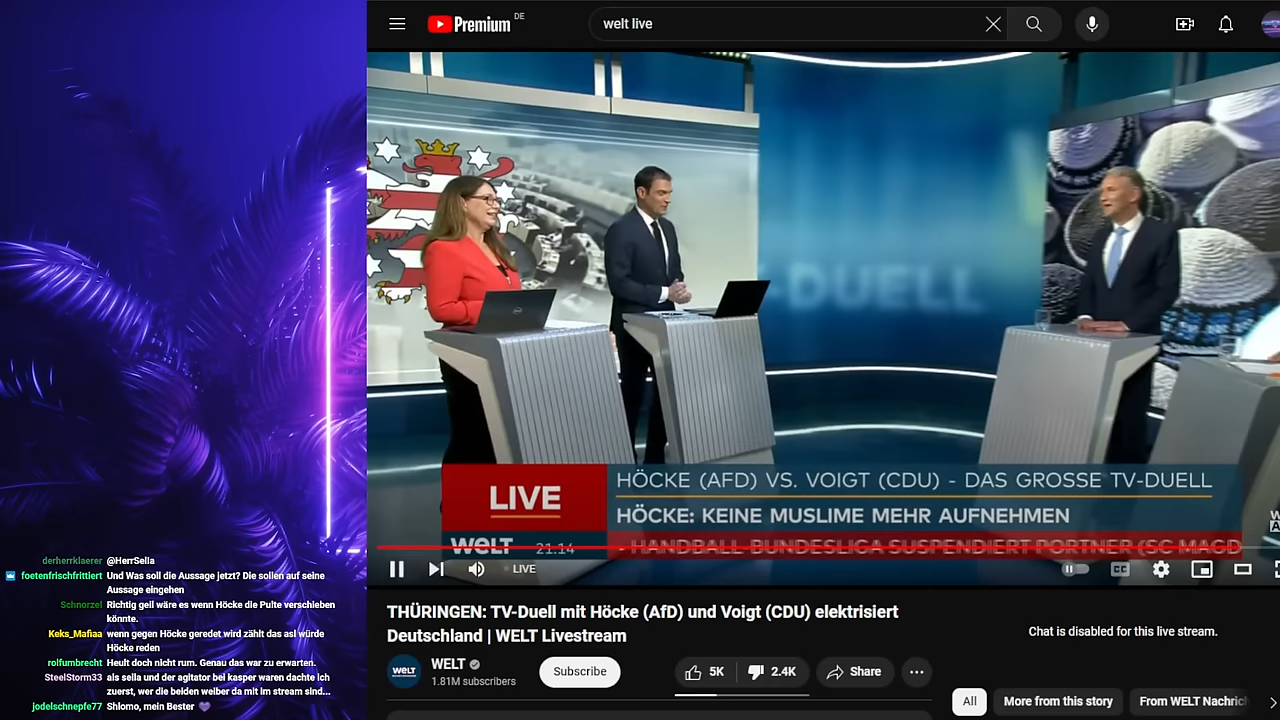 Premium DE
welt live
-DUELL
DELL
LIVE
HÖCKE (AFD) VS. VOIGT (CDU) - DAS GROSSE TV-DUELL
HÖCKE: KEINE MUSLIME MEHR AUFNEHMEN
WELT 21:14 - HANDBALL BUNDESLIGA SUSPENDIERT PORTNER (SC MAGD
LIVE
CC
THÜRINGEN: TV-Duell mit Höcke (AfD) und Voigt (CDU) elektrisiert
Deutschland | WELT Livestream
Chat is disabled for this live stream.
WELT
WELT
1.81M subscribers
Subscribe
5K
2.4K
Share
All
More from this story
From WELT Nachric
derherrklaerer @HerrSella
foetenfrischfrittiert Und Was soll die Aussage jetzt? Die sollen auf seine
Aussage eingehen
Schnorzel Richtig geil wäre es wenn Höcke die Pulte verschieben
könnte.
Keks_Mafiaa wenn gegen Höcke geredet wird zählt das asl würde
Höcke reden
rolfumbrecht Heult doch nicht rum. Genau das war zu erwarten.
SteelStorm33 als sella und der agitator bei kasper waren dachte ich
zuerst, wer die beiden weiber da mit im stream sind...
jodelschnepfe77 Shlomo, mein Bester